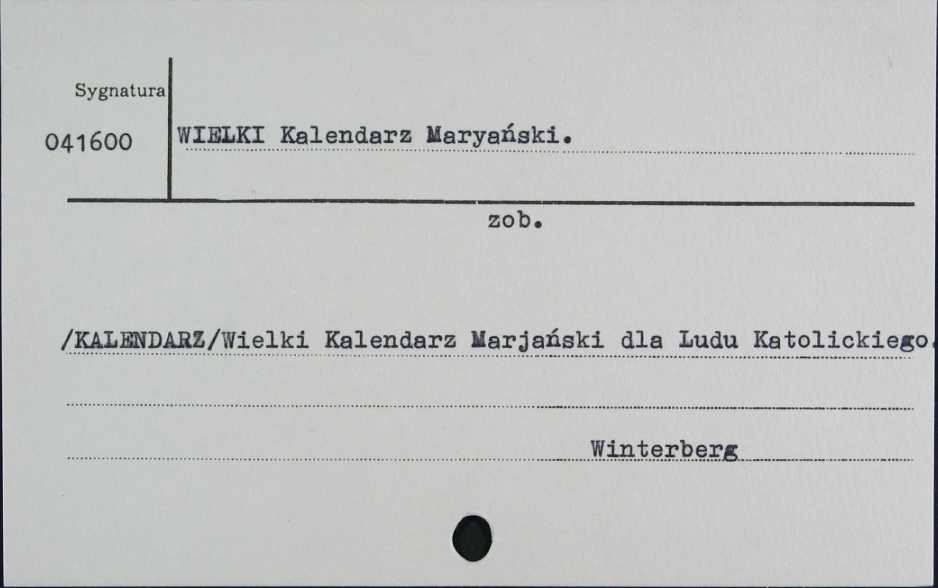 Sygnatura
041600
WIELKI Kalendarz Maryański.
zob.
/KALENDARZ/Wielki Kalendarz Marjański dla Ludu Katolickiego.
Winterberg